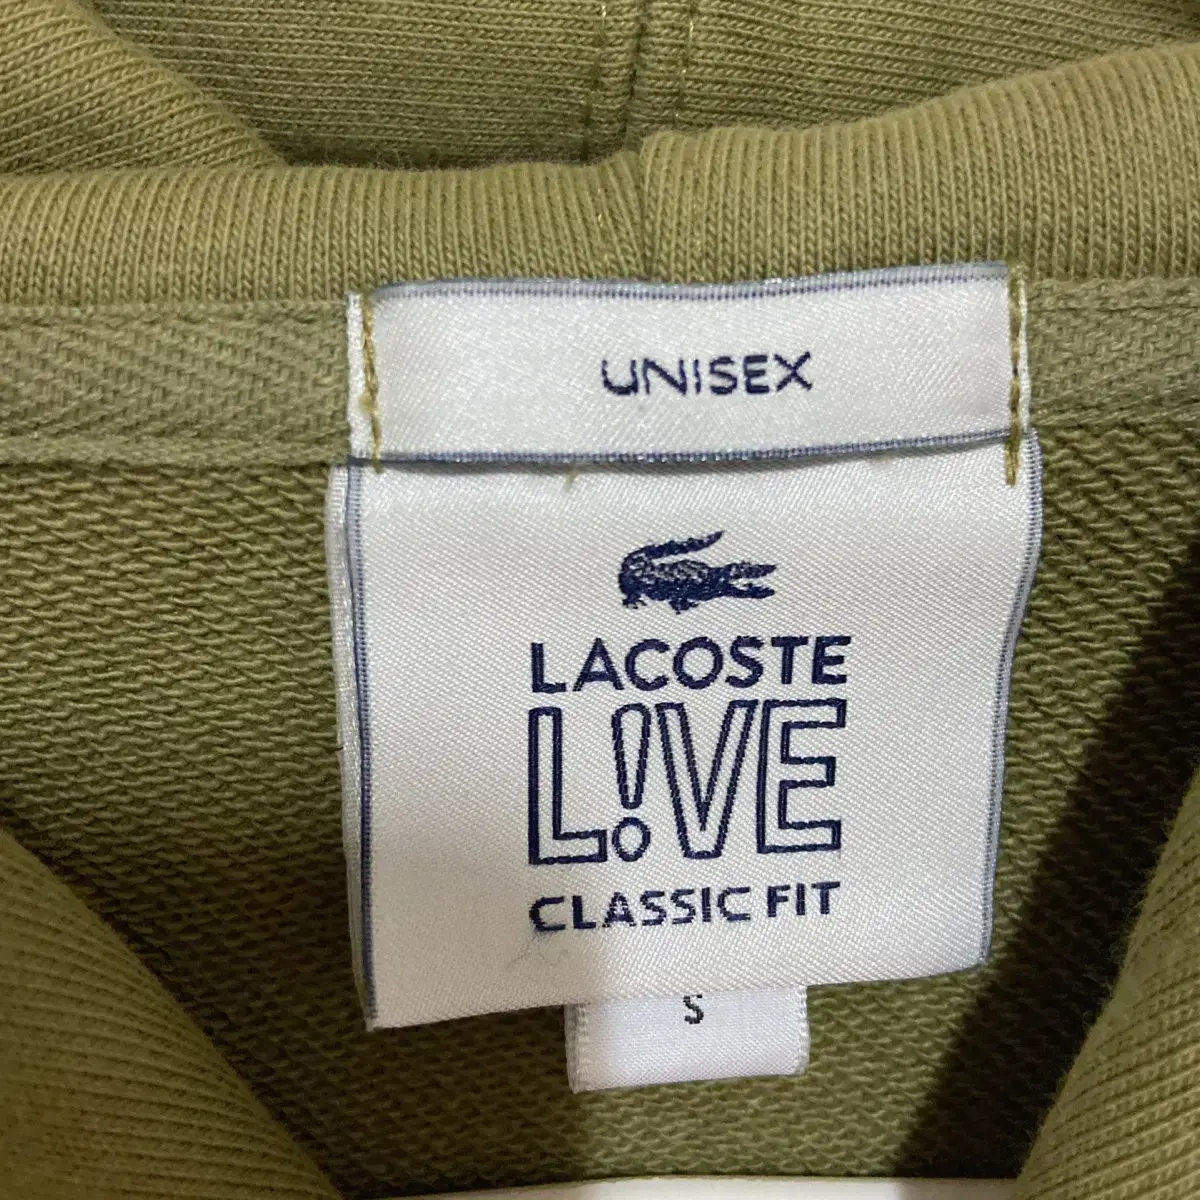 UNISEX
LACOSTE
L!VE
CLASSIC FIT
S